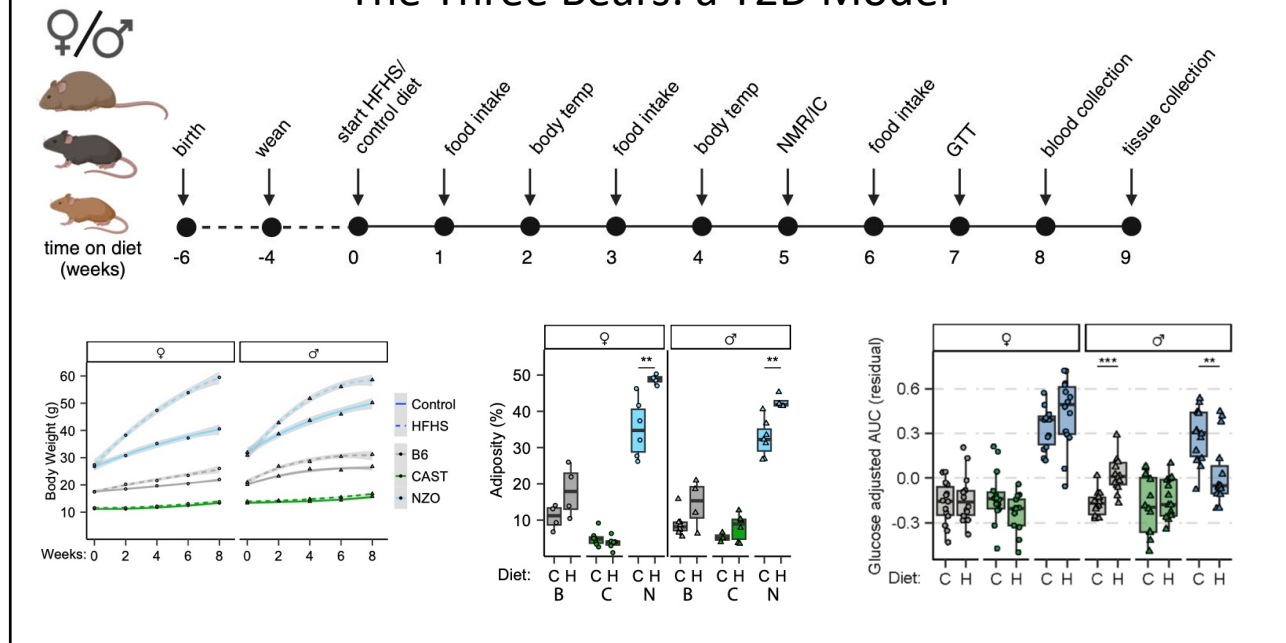 The Three Bears: a T2D Model
♀/♂
birth
wean
start HFHS/
control diet
food intake
body temp
food intake
body temp
NMR/IC
food intake
GTT
blood collection
tissue collection
time on diet
(weeks)
-6 -4 0 1 2 3 4 5 6 7 8 9
♀ ♂
Body Weight (g)
60
50
40
30
20
10
Weeks: 0 2 4 6 8 0 2 4 6 8
Control
HFHS
B6
CAST
NZO
♀ ♂
** **
Adiposity (%)
50
40
30
20
10
Diet: C H C H C H C H C H C H
B C N B C N
♀ ♂
*** **
Glucose adjusted AUC (residual)
0.6
0.3
0.0
-0.3
Diet: C H C H C H C H C H C H